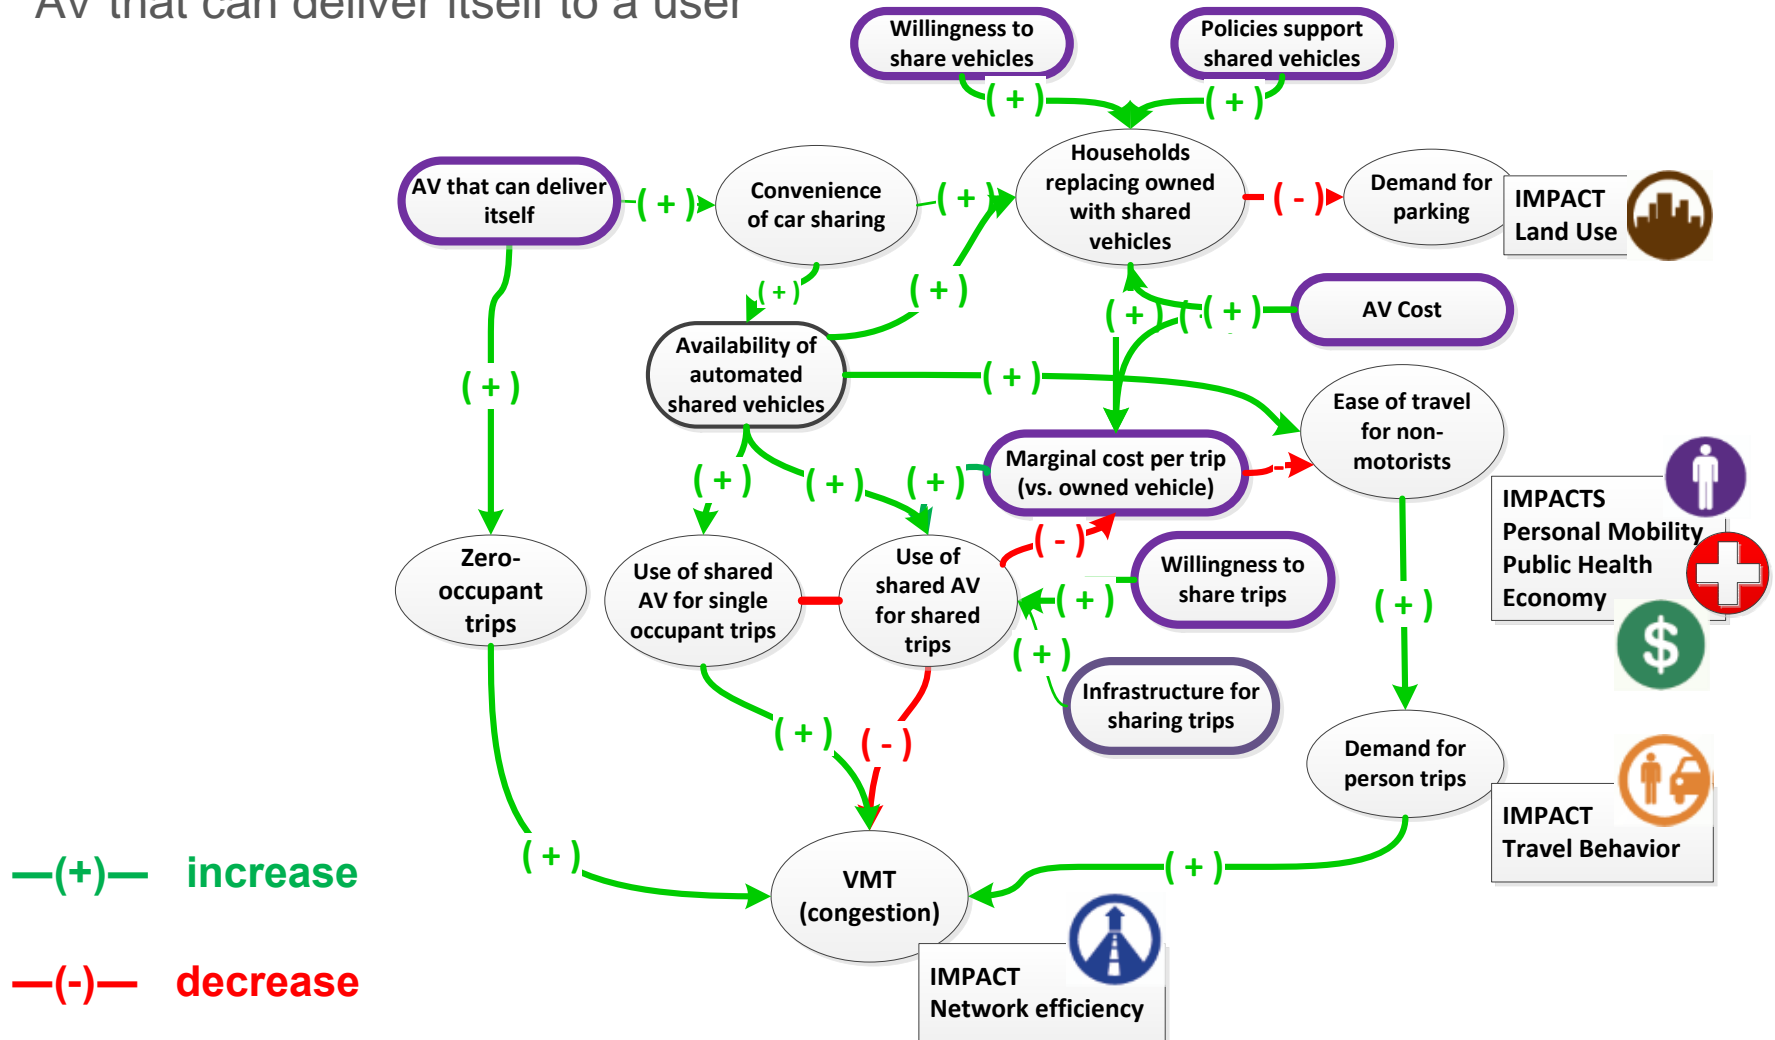 AV that can deliver itself to a user
Willingness to
share vehicles
Policies support
shared vehicles
( + )
( + )
AV that can deliver
itself
( + )
Convenience
of car sharing
( + )
Households
replacing owned
with shared
vehicles
( - )
Demand for
parking
IMPACT
Land Use
( + )
( + )
( + )
( + )
AV Cost
Availability of
automated
shared vehicles
( + )
( + )
Ease of travel
for non-
motorists
( + )
( + )
( + )
Marginal cost per trip
(vs. owned vehicle)
-
IMPACTS
Personal Mobility
Public Health
Economy
$
( - )
Zero-
occupant
trips
Use of shared
AV for single
occupant trips
Use of
shared AV
for shared
trips
( + )
Willingness to
share trips
( + )
( + )
Infrastructure for
sharing trips
( + )
( - )
Demand for
person trips
IMPACT
Travel Behavior
( + )
( + )
—(+)— increase
VMT
(congestion)
—(-)— decrease
IMPACT
Network efficiency